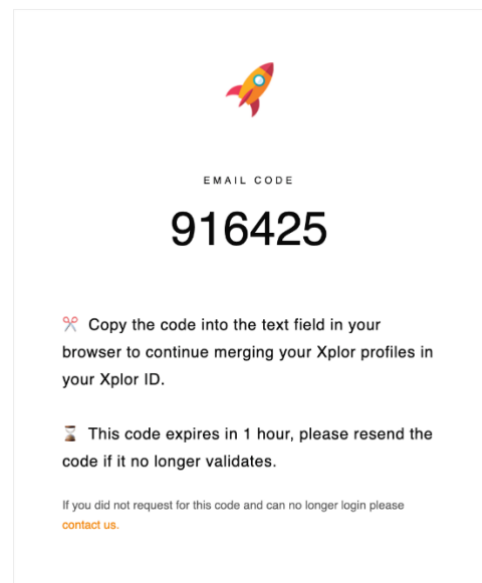 EMAIL CODE
916425
Copy the code into the text field in your
browser to continue merging your Xplor profiles in
your Xplor ID.
This code expires in 1 hour, please resend the
code if it no longer validates.
If you did not request for this code and can no longer login please
contact us.